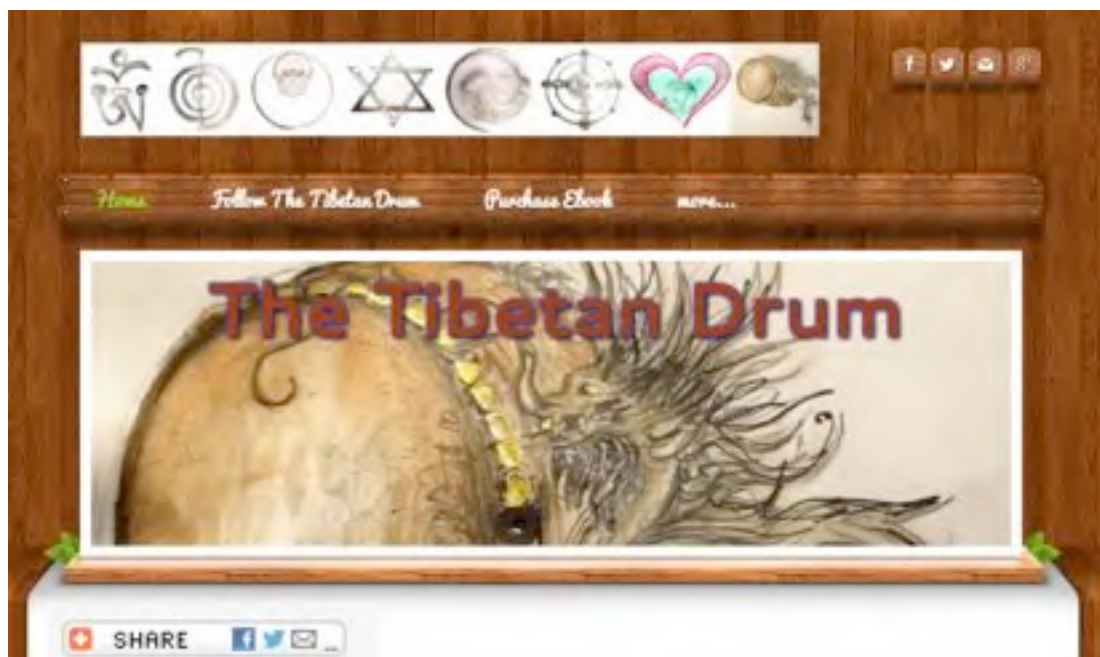 Home Follow The Tibetan Drum Purchase Ebook more...
The Tibetan Drum
SHARE